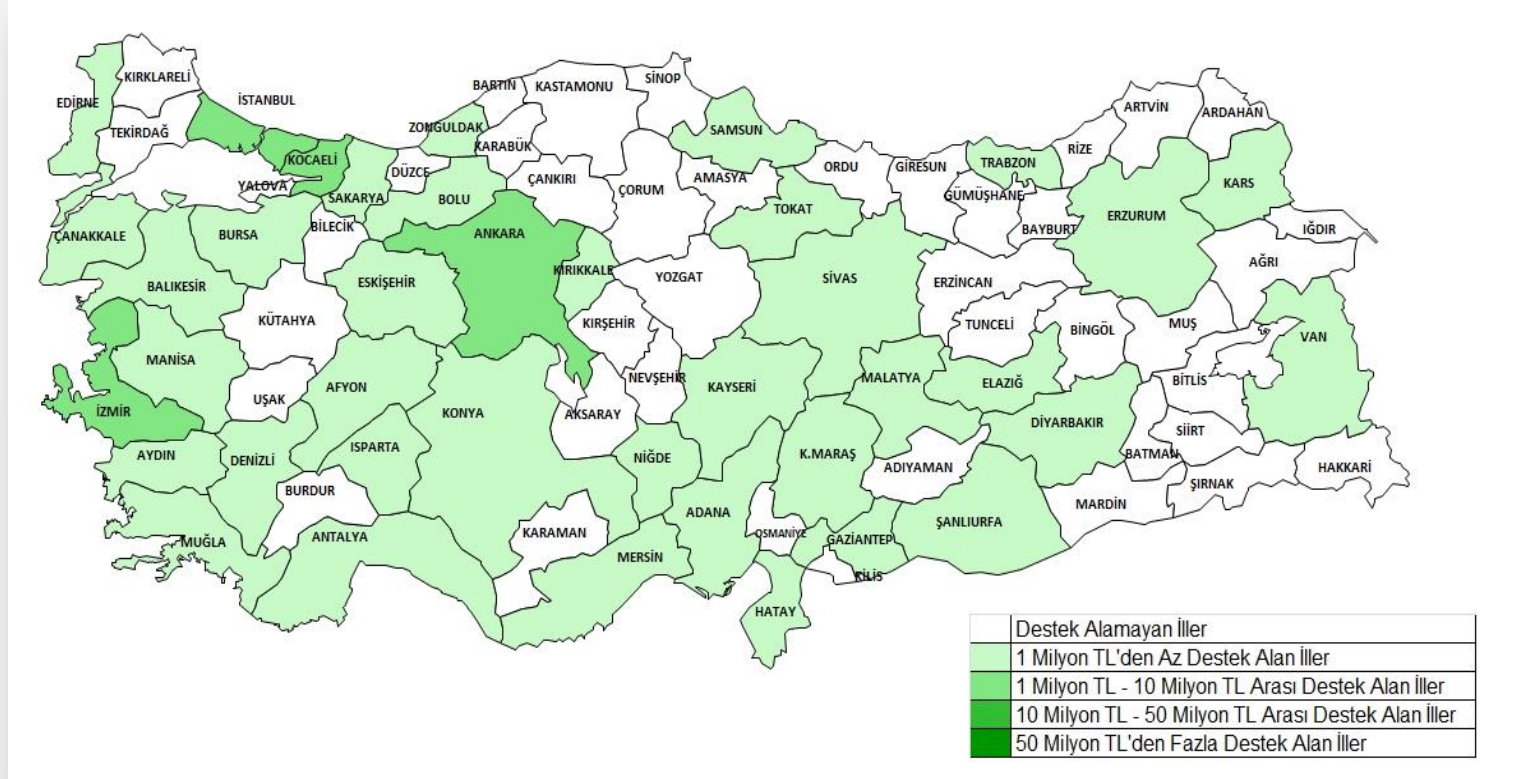 KIRKLARELİ
EDİRNE
İSTANBUL
TEKİRDAĞ
KOCAELİ
YALOVA
SAKARYA
DÜZCE
ZONGULDAK
BARTIN
KASTAMONU
SİNOP
KARABÜK
ÇANKIRI
BOLU
SAMSUN
ÇORUM
AMASYA
ORDU
GİRESUN
TRABZON
RİZE
ARTVİN
ARDAHAN
KARS
GÜMÜŞHANE
BAYBURT
ERZURUM
IĞDIR
AĞRI
TOKAT
ÇANAKKALE
BURSA
BİLECİK
ANKARA
KIRIKKALE
BALIKESİR
ESKİŞEHİR
YOZGAT
SİVAS
ERZİNCAN
KÜTAHYA
KIRŞEHİR
TUNCELİ
BİNGÖL
MUŞ
VAN
MANİSA
UŞAK
AFYON
KONYA
NEVŞEHİR
KAYSERİ
MALATYA
ELAZIĞ
BİTLİS
İZMİR
AKSARAY
DİYARBAKIR
SİİRT
AYDIN
DENİZLİ
ISPARTA
NİĞDE
K.MARAŞ
ADIYAMAN
BATMAN
HAKKARİ
BURDUR
ŞIRNAK
MARDİN
MUĞLA
ANTALYA
KARAMAN
ADANA
OSMANİYE
GAZİANTEP
ŞANLIURFA
MERSİN
KİLİS
HATAY
Destek Alamayan İller
1 Milyon TL'den Az Destek Alan İller
1 Milyon TL - 10 Milyon TL Arası Destek Alan İller
10 Milyon TL - 50 Milyon TL Arası Destek Alan İller
50 Milyon TL'den Fazla Destek Alan İller